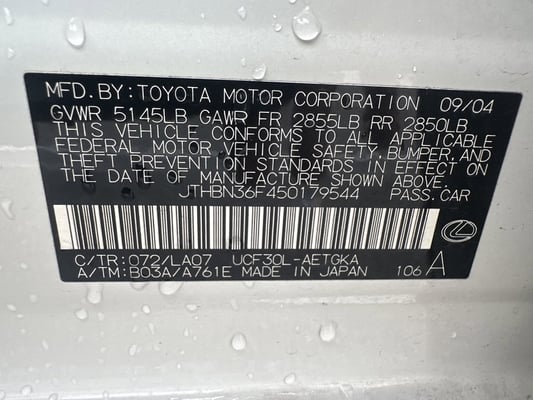 MFD. BY: TOYOTA MOTOR CORPORATION 09/04
GVWR 5145LB GAWR FR 2855LB RR 2850LB
THIS VEHICLE CONFORMS TO ALL APPLICABLE
FEDERAL MOTOR VEHICLE SAFETY, BUMPER, AND
THEFT PREVENTION STANDARDS IN EFFECT ON
THE DATE OF MANUFACTURE SHOWN ABOVE.
JTHBN36F450179544 PASS. CAR
C/TR: 072/LA07 UCF30L-AETGKA
A/TM: B03A/A761E MADE IN JAPAN 106 A